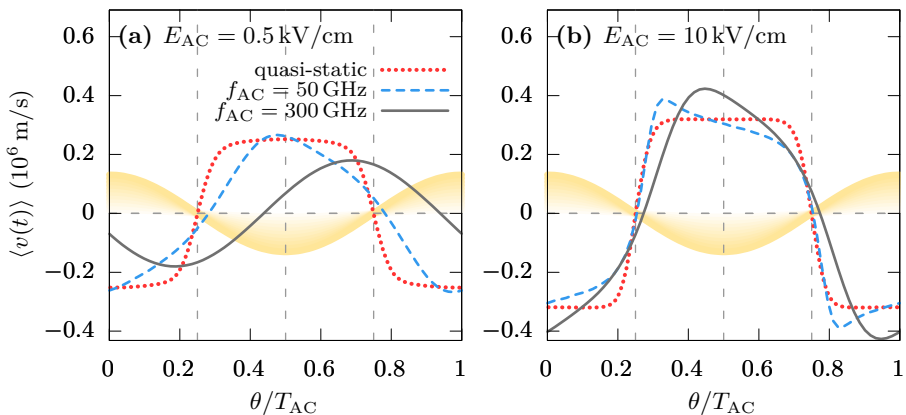 (a) E_AC = 0.5 kV/cm
quasi-static
f_AC = 50 GHz
f_AC = 300 GHz
⟨v(t)⟩ (10^6 m/s)
0.6
0.4
0.2
0
−0.2
−0.4
0 0.2 0.4 0.6 0.8 1
θ/T_AC
(b) E_AC = 10 kV/cm
0.6
0.4
0.2
0
−0.2
−0.4
0 0.2 0.4 0.6 0.8 1
θ/T_AC